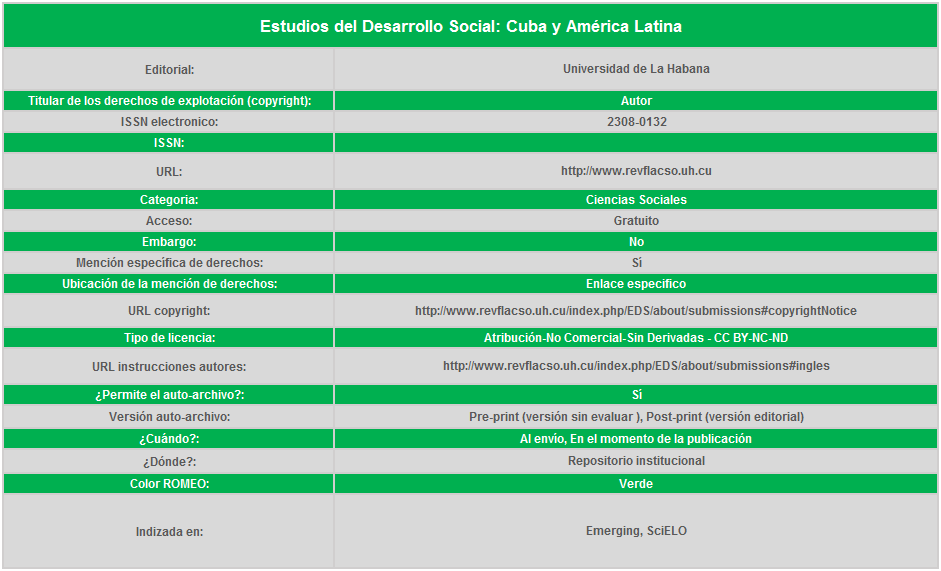 Estudios del Desarrollo Social: Cuba y América Latina
Editorial: Universidad de La Habana
Titular de los derechos de explotación (copyright): Autor
ISSN electronico: 2308-0132
ISSN:
URL: http://www.revflacso.uh.cu
Categoría: Ciencias Sociales
Acceso: Gratuito
Embargo: No
Mención específica de derechos: Sí
Ubicación de la mención de derechos: Enlace específico
URL copyright: http://www.revflacso.uh.cu/index.php/EDS/about/submissions#copyrightNotice
Tipo de licencia: Atribución-No Comercial-Sin Derivadas - CC BY-NC-ND
URL instrucciones autores: http://www.revflacso.uh.cu/index.php/EDS/about/submissions#ingles
¿Permite el auto-archivo?: Sí
Versión auto-archivo: Pre-print (versión sin evaluar ), Post-print (versión editorial)
¿Cuándo?: Al envío, En el momento de la publicación
¿Dónde?: Repositorio institucional
Color ROMEO: Verde
Indizada en: Emerging, SciELO